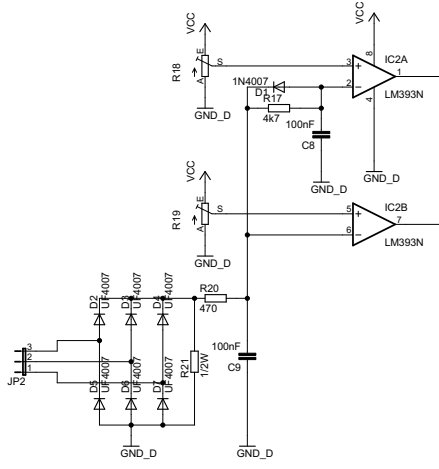 VCC
VCC
E
S
R18
A
GND_D
3
8
IC2A
1
2
4
LM393N
1N4007
D1
R17
4k7
100nF
C8
GND_D
GND_D
VCC
E
S
R19
A
GND_D
5
IC2B
7
6
LM393N
D2
UF4007
D3
UF4007
D4
UF4007
R20
470
3
2
1
JP2
R21
1/2W
100nF
C9
D5
UF4007
D6
UF4007
D7
UF4007
GND_D
GND_D